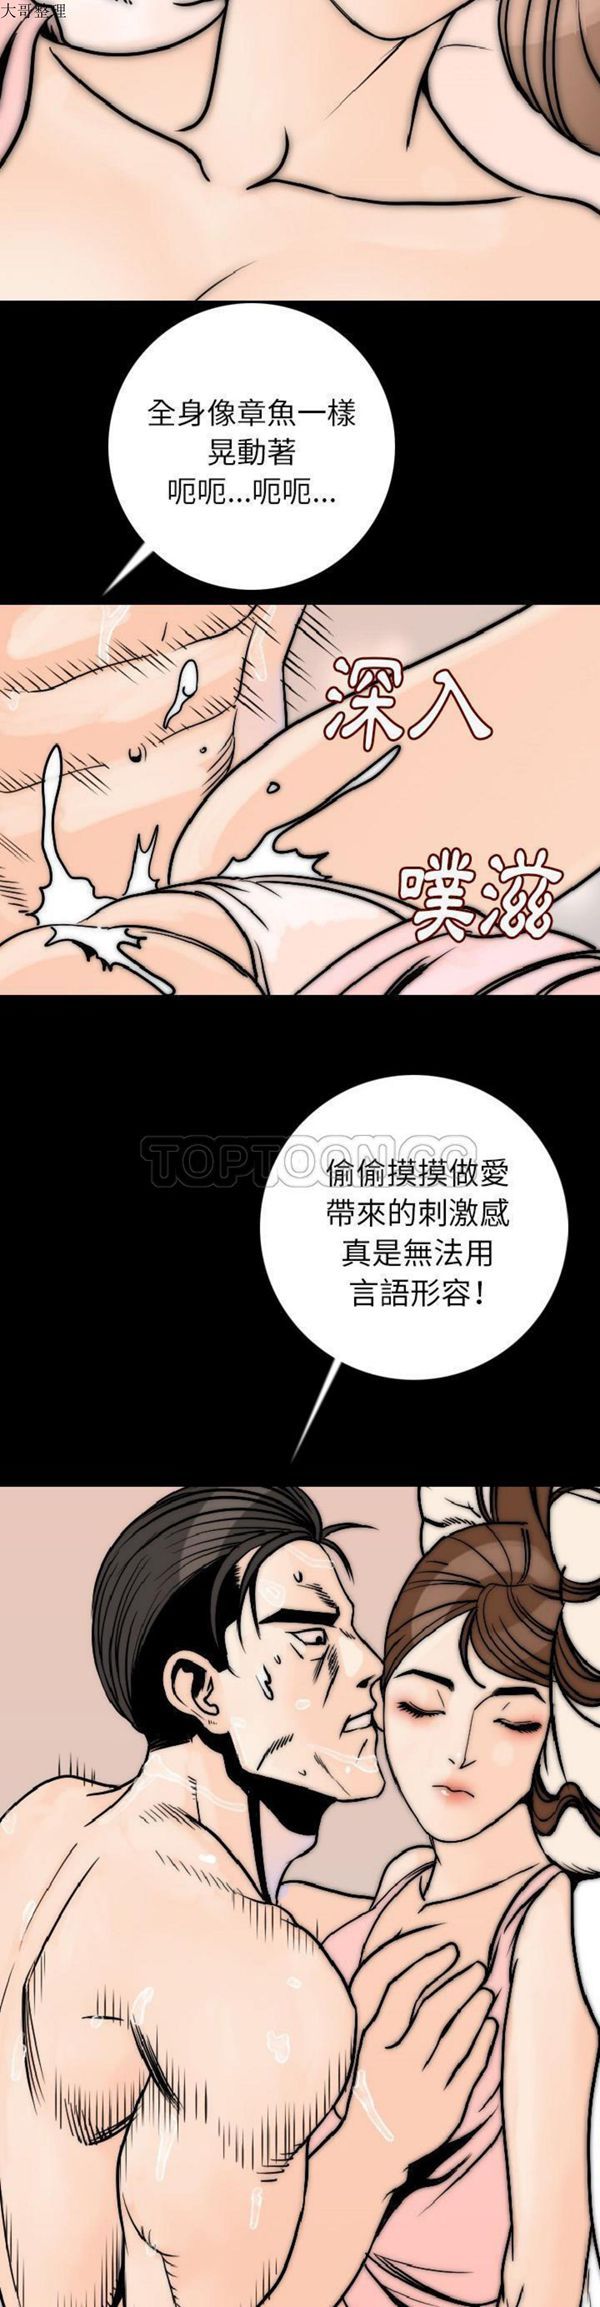 大哥整理
全身像章魚一樣
晃動著
呃呃...呃呃...
深入
噗滋
TOPTOON.CC
偷偷摸摸做愛
帶來的刺激感
真是無法用
言語形容！